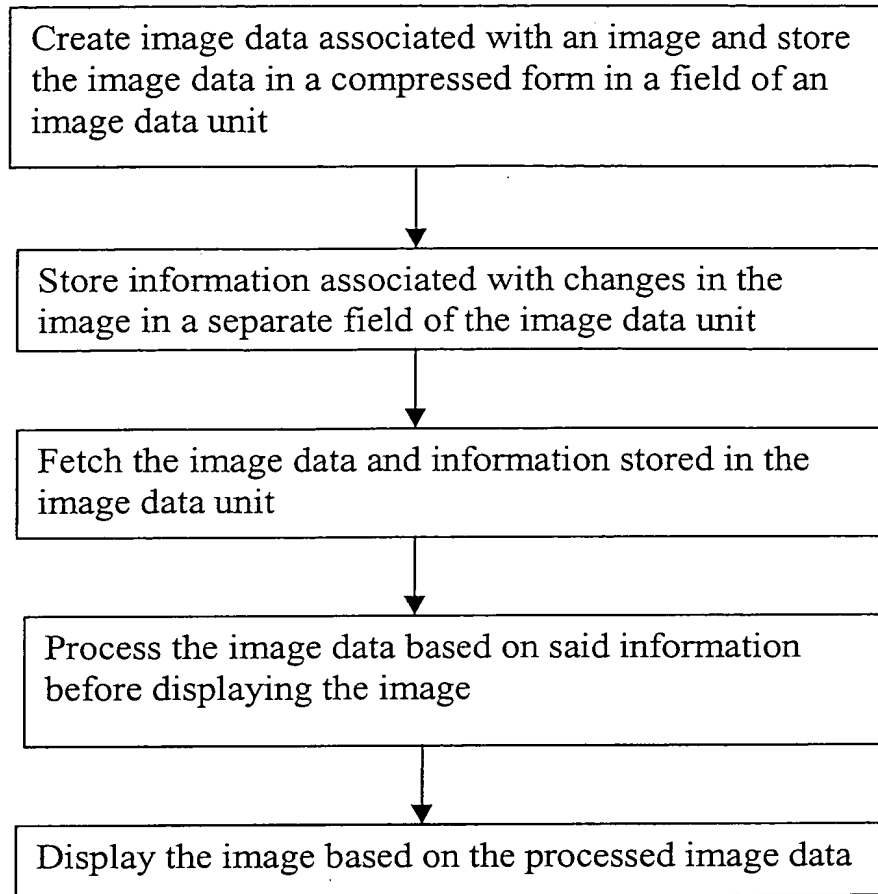 Create image data associated with an image and store
the image data in a compressed form in a field of an
image data unit
Store information associated with changes in the
image in a separate field of the image data unit
Fetch the image data and information stored in the
image data unit
Process the image data based on said information
before displaying the image
Display the image based on the processed image data